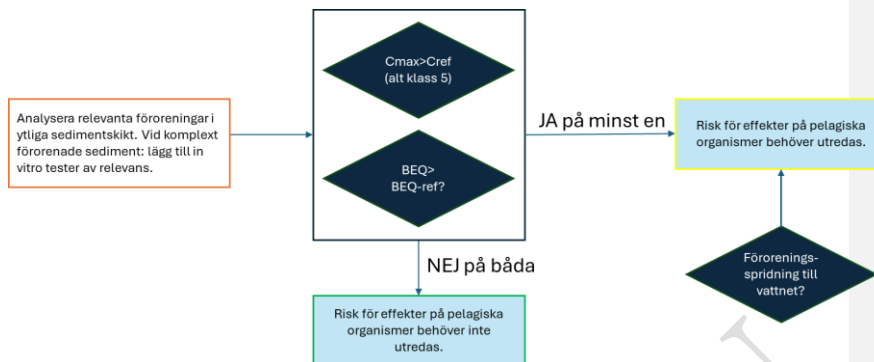 Analysera relevanta föroreningar i
ytliga sedimentskikt. Vid komplext
förorenade sediment: lägg till in
vitro tester av relevans.
Cmax>Cref
(alt klass 5)
BEQ>
BEQ-ref?
JA på minst en
Risk för effekter på pelagiska
organismer behöver utredas.
NEJ på båda
Risk för effekter på pelagiska
organismer behöver inte
utredas.
Förorenings-
spridning till
vattnet?